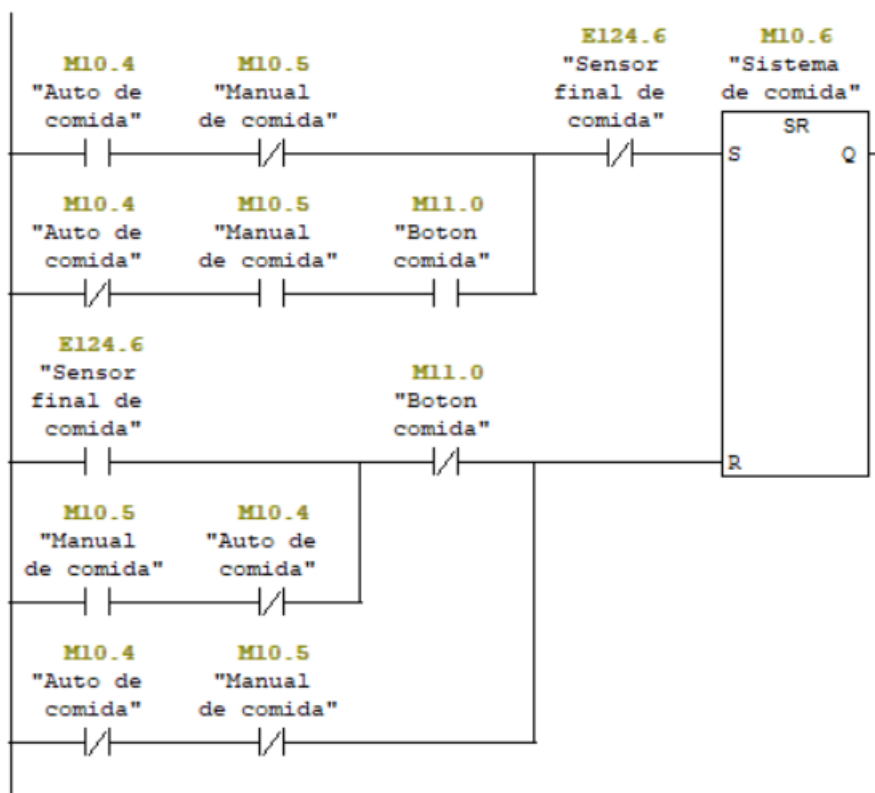 E124.6 M10.6
"Sensor "Sistema
M10.4 M10.5 final de de comida"
"Auto de "Manual comida"
comida" de comida" SR
S Q
M10.4 M10.5 M11.0
"Auto de "Manual "Boton
comida" de comida" comida"
E124.6
"Sensor M11.0
final de "Boton
comida" comida"
R
M10.5 M10.4
"Manual "Auto de
de comida" comida"
M10.4 M10.5
"Auto de "Manual
comida" de comida"